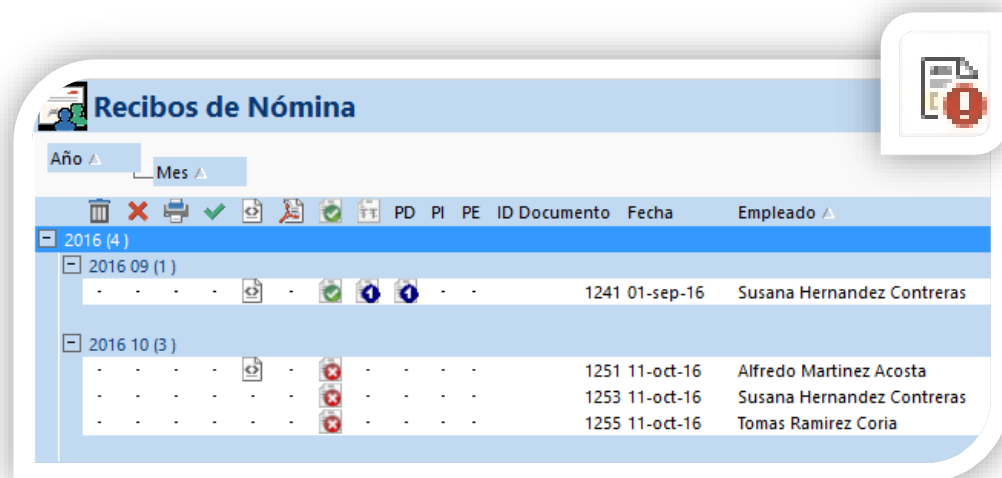 Recibos de Nómina
Año
Mes
PD PI PE ID Documento Fecha Empleado
2016 (4 )
2016 09 (1 )
1241 01-sep-16 Susana Hernandez Contreras
2016 10 (3 )
1251 11-oct-16 Alfredo Martinez Acosta
1253 11-oct-16 Susana Hernandez Contreras
1255 11-oct-16 Tomas Ramirez Coria